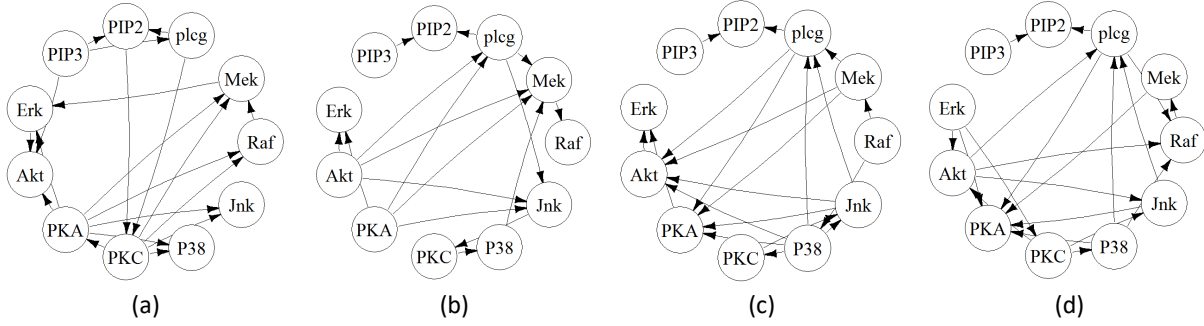 PIP2
plcg
PIP3
Mek
Erk
Raf
Akt
Jnk
PKA
P38
PKC
(a)
PIP2
plcg
PIP3
Mek
Erk
Raf
Akt
Jnk
PKA
P38
PKC
(b)
PIP2
plcg
PIP3
Mek
Erk
Raf
Akt
Jnk
PKA
P38
PKC
(c)
PIP2
plcg
PIP3
Mek
Erk
Raf
Akt
Jnk
PKA
P38
PKC
(d)